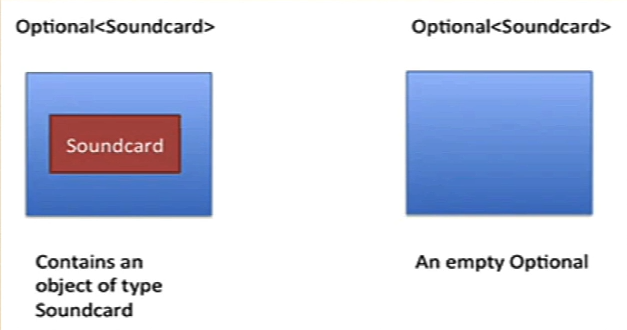 Optional<Soundcard>
Optional<Soundcard>
Soundcard
Contains an
object of type
Soundcard
An empty Optional